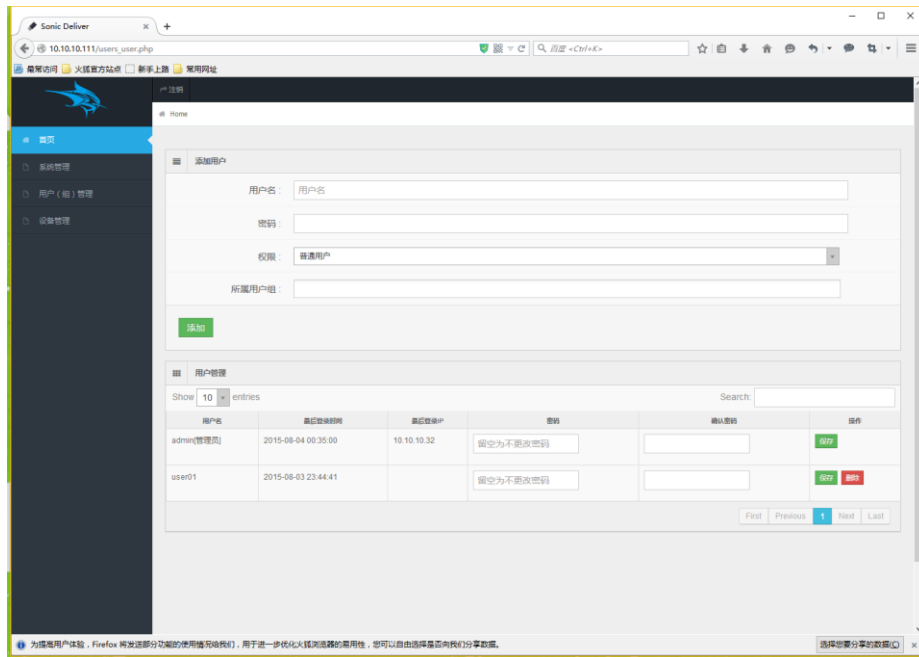 Sonic Deliver
10.10.10.111/users_user.php
百度 <Ctrl+K>
最常访问 火狐官方站点 新手上路 常用网址
注销
Home
首页
系统管理
用户（组）管理
设备管理
添加用户
用户名 : 用户名
密码 :
权限 : 普通用户
所属用户组 :
添加
用户管理
Show 10 entries Search:
用户名 最后登录时间 最后登录IP 密码 确认密码 操作
admin[管理员] 2015-08-04 00:35:00 10.10.10.32 留空为不更改密码 保存
user01 2015-08-03 23:44:41 留空为不更改密码 保存 删除
First Previous 1 Next Last
为提高用户体验，Firefox 将发送部分功能的使用情况给我们，用于进一步优化火狐浏览器的易用性，您可以自由选择是否向我们分享数据。 选择您要分享的数据(C)